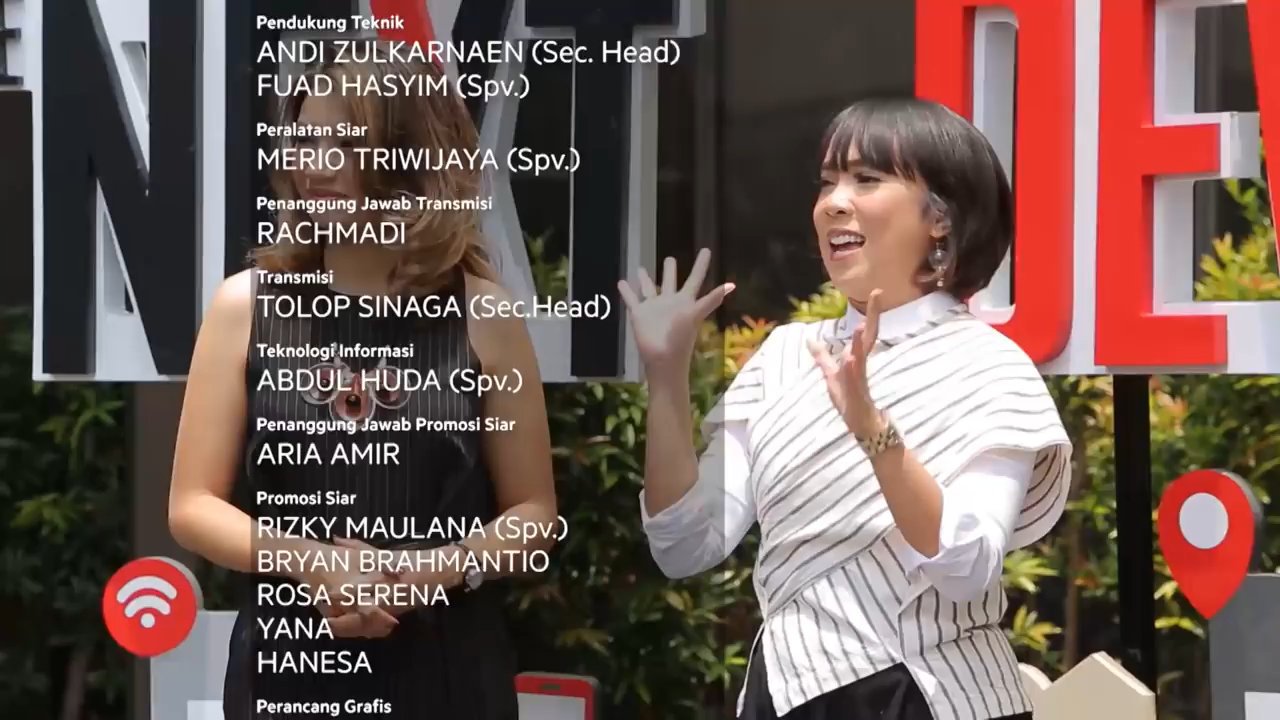 NEXT DEV
Pendukung Teknik
ANDI ZULKARNAEN (Sec. Head)
FUAD HASYIM (Spv.)
Peralatan Siar
MERIO TRIWIJAYA (Spv.)
Penanggung Jawab Transmisi
RACHMADI
Transmisi
TOLOP SINAGA (Sec.Head)
Teknologi Informasi
ABDUL HUDA (Spv.)
Penanggung Jawab Promosi Siar
ARIA AMIR
Promosi Siar
RIZKY MAULANA (Spv.)
BRYAN BRAHMANTIO
ROSA SERENA
YANA
HANESA
Perancang Grafis